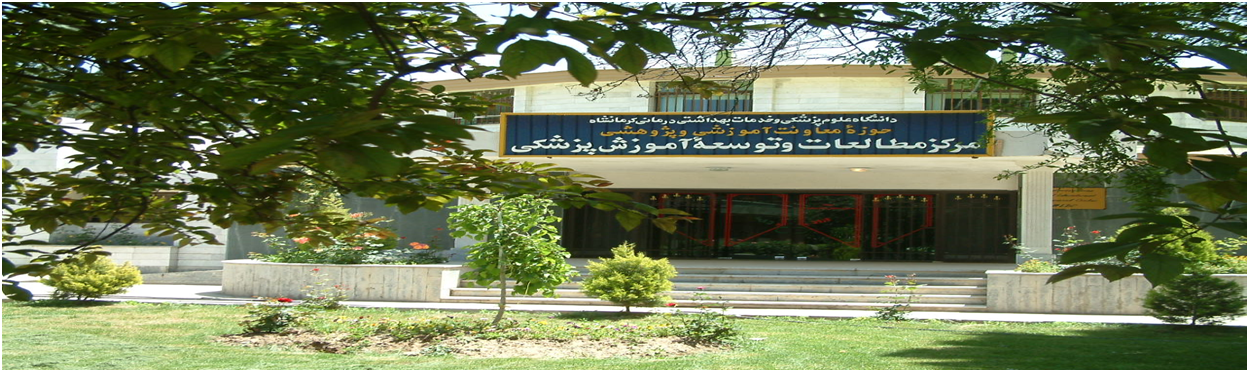 دانشگاه علوم پزشکی و خدمات بهداشتی درمانی کرمانشاه
حوزهٔ معاونت آموزشی و پژوهشی
مرکز مطالعات و توسعهٔ آموزش پزشکی